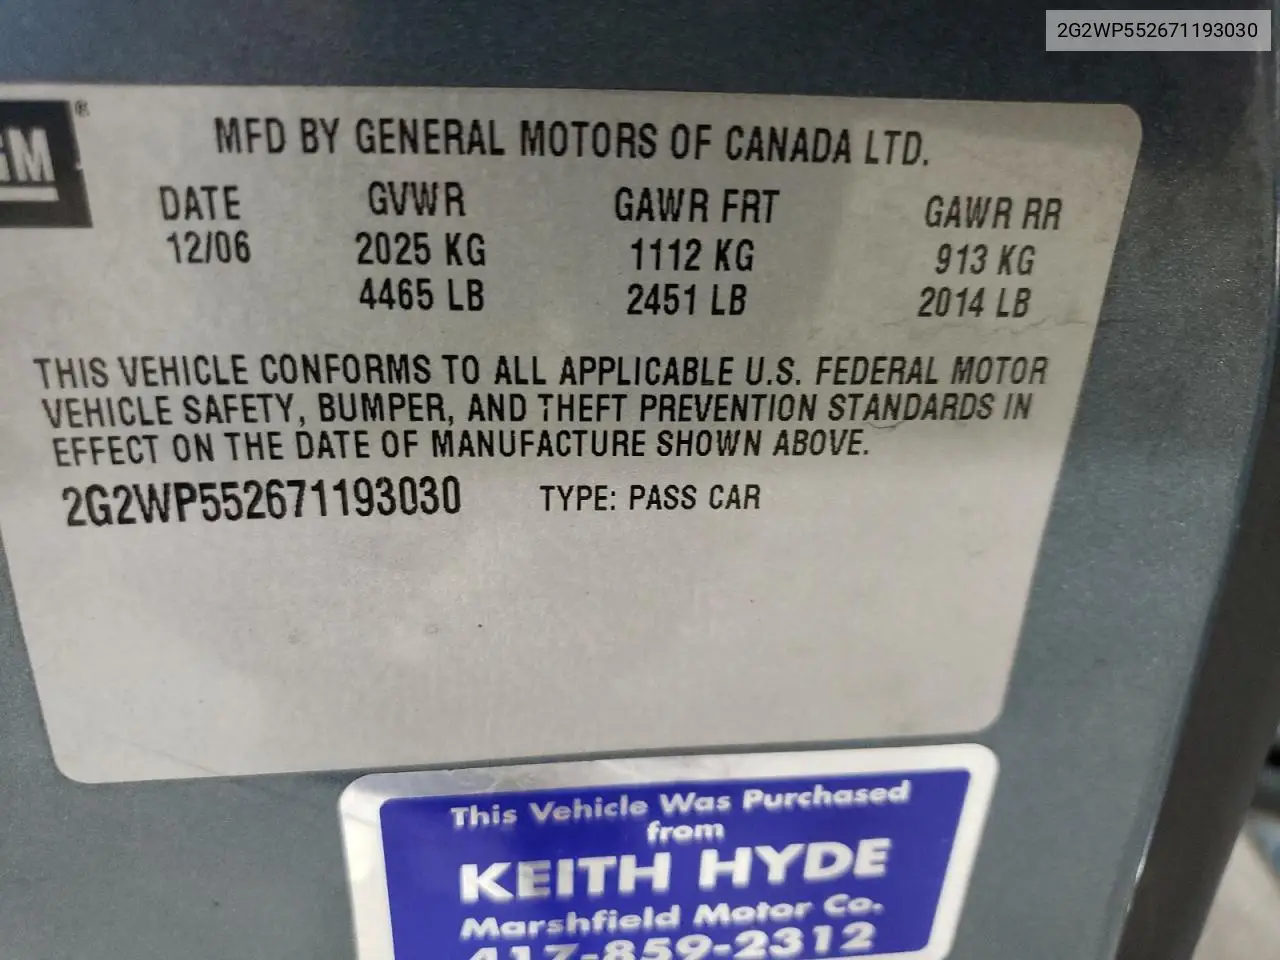 2G2WP552671193030
GM®
MFD BY GENERAL MOTORS OF CANADA LTD.
DATE GVWR GAWR FRT GAWR RR
12/06 2025 KG 1112 KG 913 KG
4465 LB 2451 LB 2014 LB
THIS VEHICLE CONFORMS TO ALL APPLICABLE U.S. FEDERAL MOTOR
VEHICLE SAFETY, BUMPER, AND THEFT PREVENTION STANDARDS IN
EFFECT ON THE DATE OF MANUFACTURE SHOWN ABOVE.
2G2WP552671193030 TYPE: PASS CAR
This Vehicle Was Purchased
from
KEITH HYDE
Marshfield Motor Co.
417-859-2312